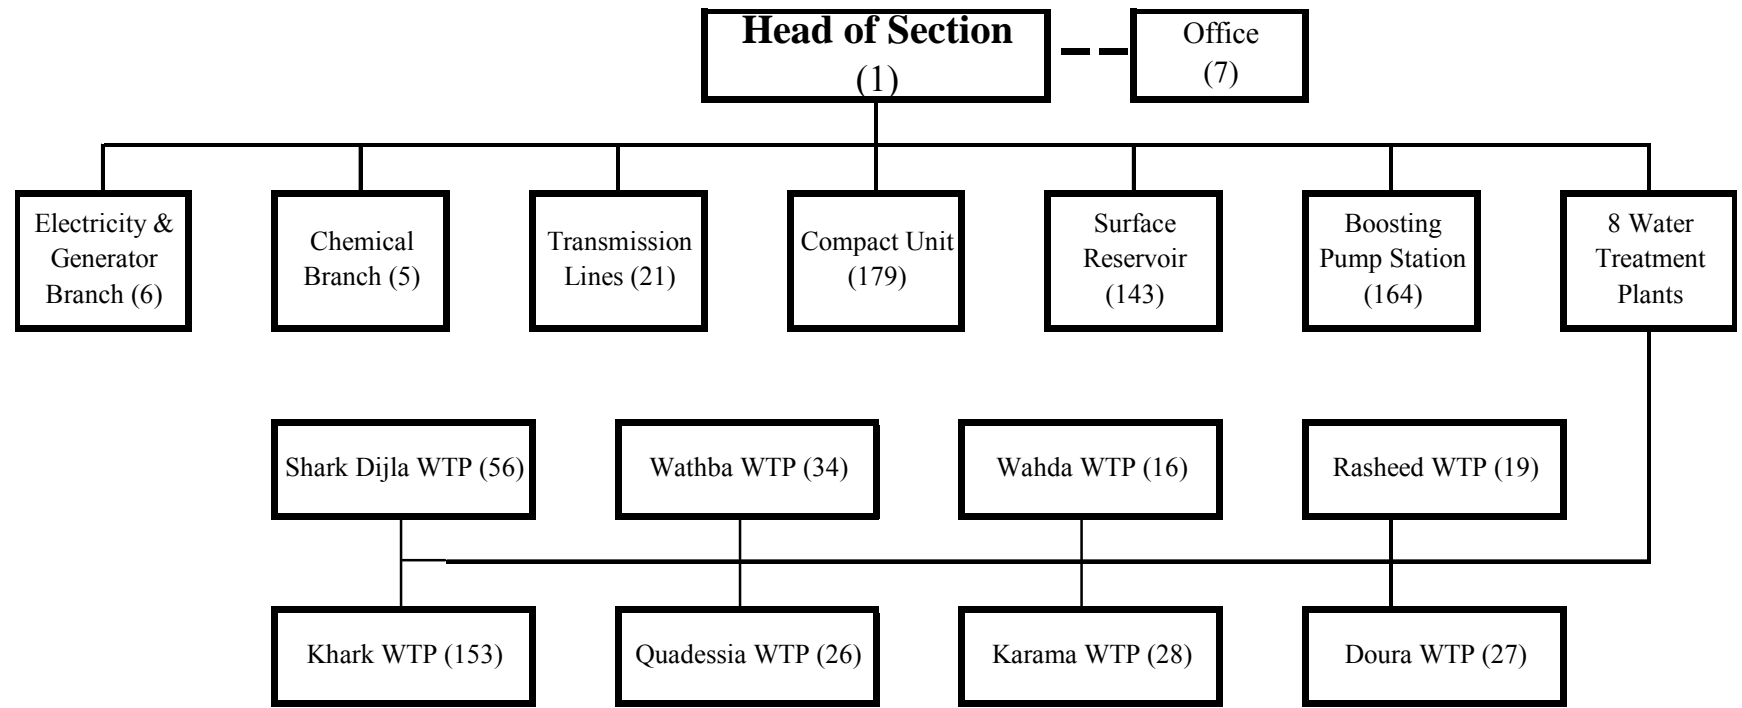 Head of Section
(1)
Office
(7)
Electricity &
Generator
Branch (6)
Chemical
Branch (5)
Transmission
Lines (21)
Compact Unit
(179)
Surface
Reservoir
(143)
Boosting
Pump Station
(164)
8 Water
Treatment
Plants
Shark Dijla WTP (56)
Wathba WTP (34)
Wahda WTP (16)
Rasheed WTP (19)
Khark WTP (153)
Quadessia WTP (26)
Karama WTP (28)
Doura WTP (27)